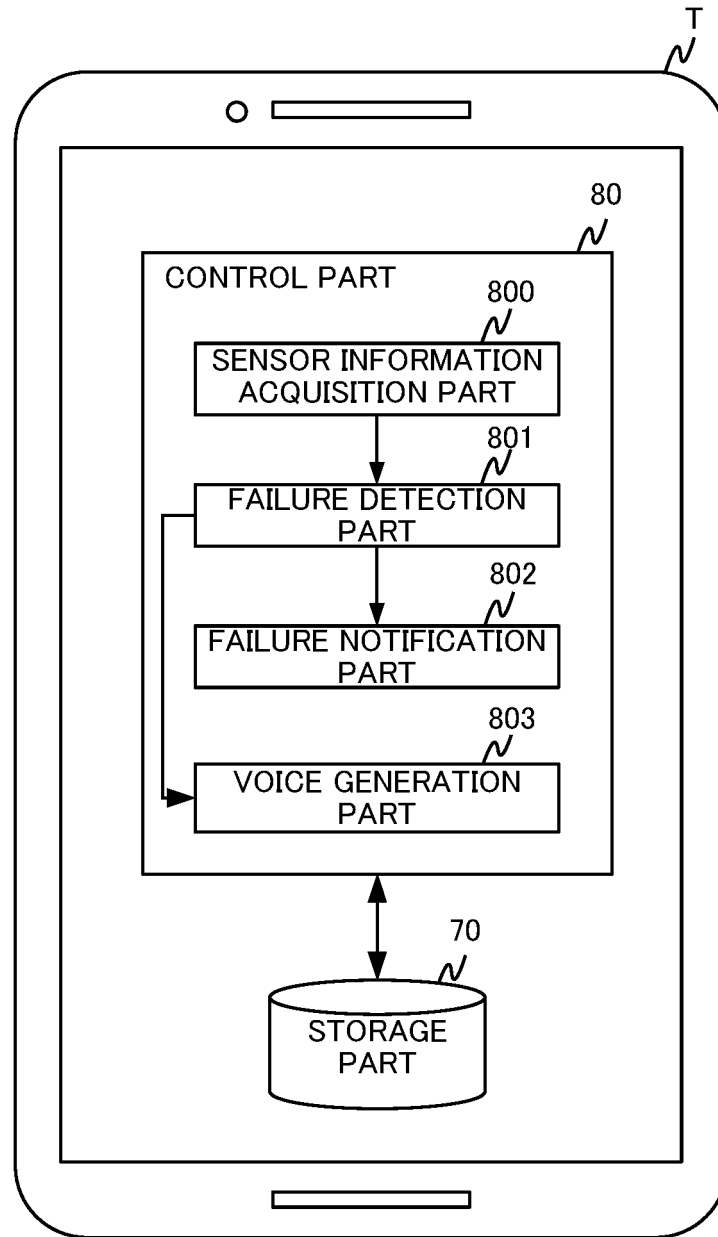 T
80
CONTROL PART
800
SENSOR INFORMATION
ACQUISITION PART
801
FAILURE DETECTION
PART
802
FAILURE NOTIFICATION
PART
803
VOICE GENERATION
PART
70
STORAGE
PART